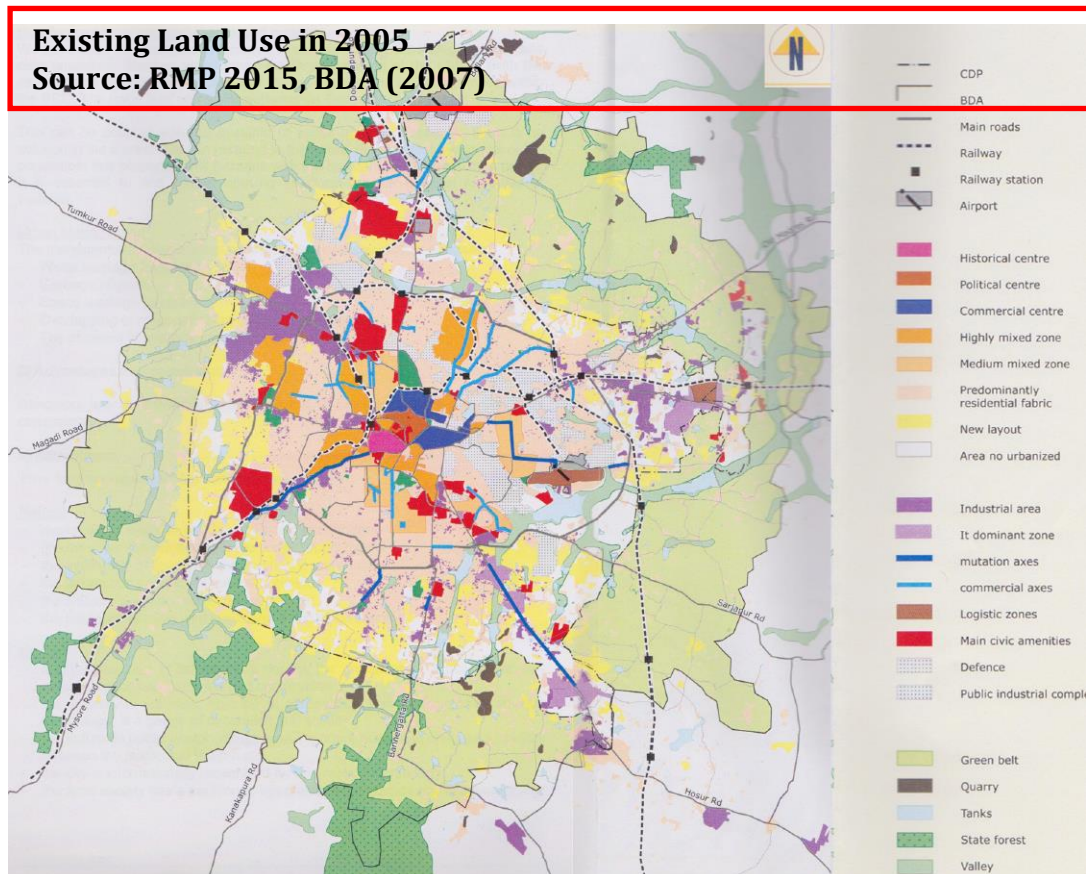 Existing Land Use in 2005
Source: RMP 2015, BDA (2007)
N
CDP
BDA
Main roads
Railway
Railway station
Airport
Historical centre
Political centre
Commercial centre
Highly mixed zone
Medium mixed zone
Predominantly
residential fabric
New layout
Area no urbanized
Industrial area
It dominant zone
mutation axes
commercial axes
Logistic zones
Main civic amenities
Defence
Public industrial comple
Green belt
Quarry
Tanks
State forest
Valley
Tumkur Road
Magadi Road
Mysore Road
Kanakapura Rd
Bannergetta Rd
Hosur Rd
Sarjapur Rd